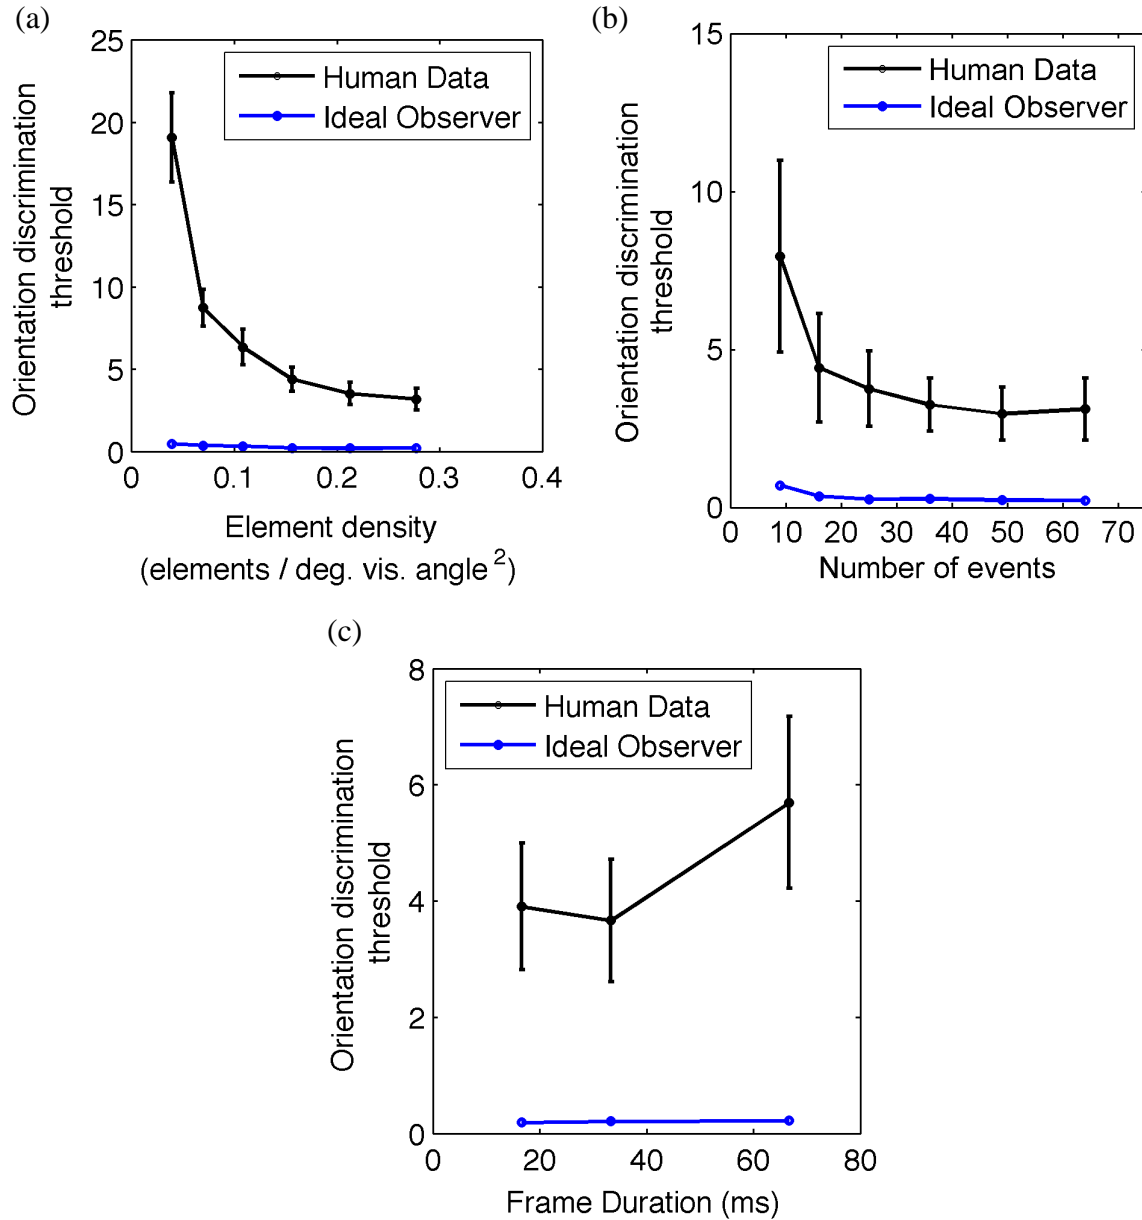 (a)
25
20
15
10
5
0
Orientation discrimination
threshold
Human Data
Ideal Observer
0 0.1 0.2 0.3 0.4
Element density
(elements / deg. vis. angle²)
(b)
15
10
5
0
Orientation discrimination
threshold
Human Data
Ideal Observer
0 10 20 30 40 50 60 70
Number of events
(c)
8
6
4
2
0
Orientation discrimination
threshold
Human Data
Ideal Observer
0 20 40 60 80
Frame Duration (ms)